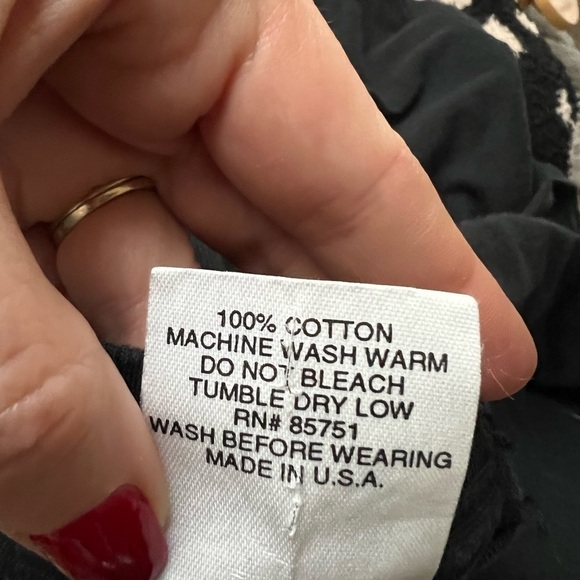 100% COTTON
MACHINE WASH WARM
DO NOT BLEACH
TUMBLE DRY LOW
RN# 85751
WASH BEFORE WEARING
MADE IN U.S.A.